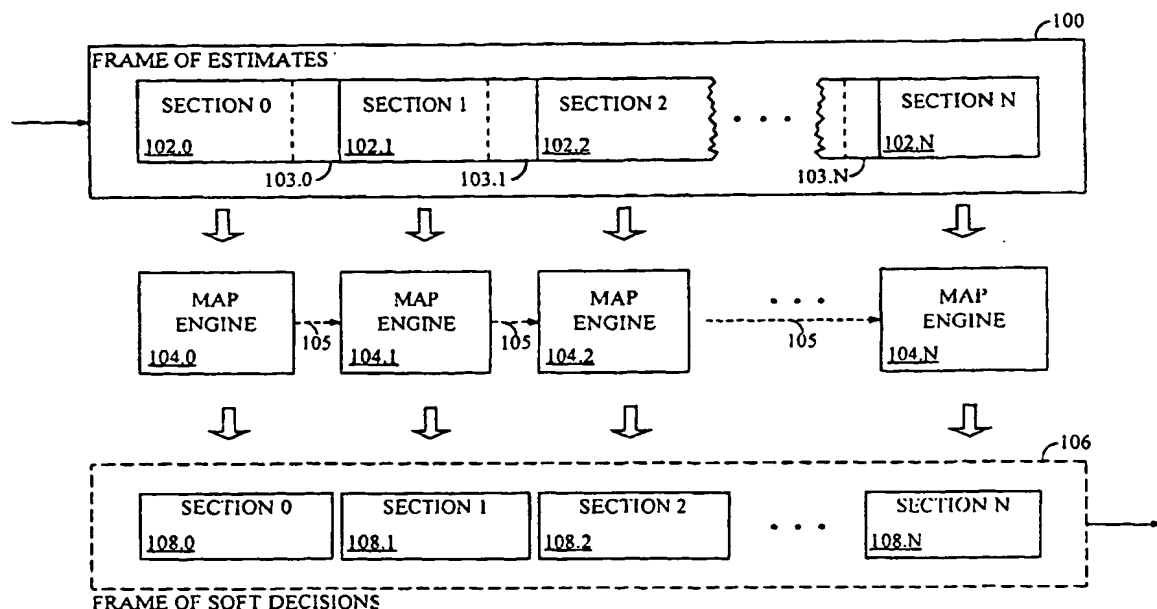 100
FRAME OF ESTIMATES
SECTION 0
SECTION 1
SECTION 2
• • •
SECTION N
102.0
102.1
102.2
102.N
103.0
103.1
103.N
MAP
ENGINE
104.0
105
MAP
ENGINE
104.1
105
MAP
ENGINE
104.2
• • •
105
MAP
ENGINE
104.N
106
SECTION 0
SECTION 1
SECTION 2
• • •
SECTION N
108.0
108.1
108.2
108.N
FRAME OF SOFT DECISIONS